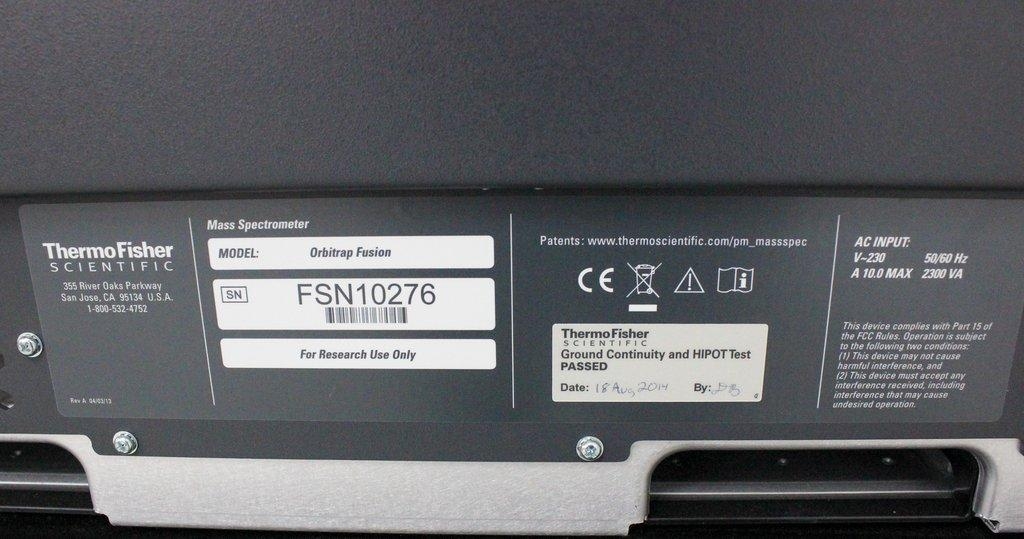 ThermoFisher
SCIENTIFIC
355 River Oaks Parkway
San Jose, CA 95134 U.S.A.
1-800-532-4752
Rev A 04/03/13
Mass Spectrometer
MODEL: Orbitrap Fusion
SN FSN10276
For Research Use Only
Patents: www.thermoscientific.com/pm_massspec
CE
ThermoFisher
SCIENTIFIC
Ground Continuity and HIPOT Test
PASSED
Date: 18 Aug 2014 By:
AC INPUT:
V~230 50/60 Hz
A 10.0 MAX 2300 VA
This device complies with Part 15 of
the FCC Rules. Operation is subject
to the following two conditions:
(1) This device may not cause
harmful interference, and
(2) This device must accept any
interference received, including
interference that may cause
undesired operation.